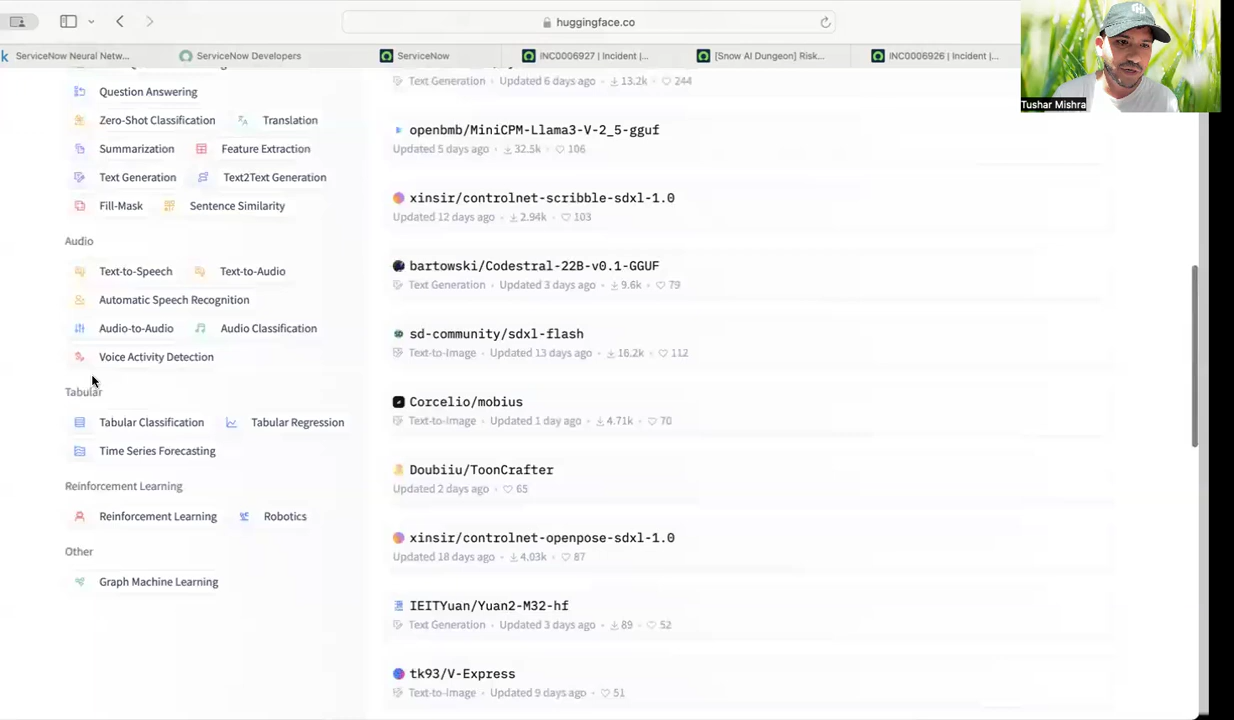 huggingface.co
ServiceNow Neural Netw...
ServiceNow Developers
ServiceNow
INC0006927 | Incident |...
[Snow AI Dungeon] Risk...
INC0006926 | Incident |...
Tushar Mishra
Question Answering
Zero-Shot Classification
Translation
Summarization
Feature Extraction
Text Generation
Text2Text Generation
Fill-Mask
Sentence Similarity
Audio
Text-to-Speech
Text-to-Audio
Automatic Speech Recognition
Audio-to-Audio
Audio Classification
Voice Activity Detection
Tabular
Tabular Classification
Tabular Regression
Time Series Forecasting
Reinforcement Learning
Reinforcement Learning
Robotics
Other
Graph Machine Learning
Text Generation • Updated 6 days ago • 13.2k • 244
openbmb/MiniCPM-Llama3-V-2_5-gguf
Updated 5 days ago • 32.5k • 106
xinsir/controlnet-scribble-sdxl-1.0
Updated 12 days ago • 2.94k • 103
bartowski/Codestral-22B-v0.1-GGUF
Text Generation • Updated 3 days ago • 9.6k • 79
sd-community/sdxl-flash
Text-to-Image • Updated 13 days ago • 16.2k • 112
Corcelio/mobius
Text-to-Image • Updated 1 day ago • 4.71k • 70
Doubiiu/ToonCrafter
Updated 2 days ago • 65
xinsir/controlnet-openpose-sdxl-1.0
Updated 18 days ago • 4.03k • 87
IEITYuan/Yuan2-M32-hf
Text Generation • Updated 3 days ago • 89 • 52
tk93/V-Express
Text-to-Image • Updated 9 days ago • 51